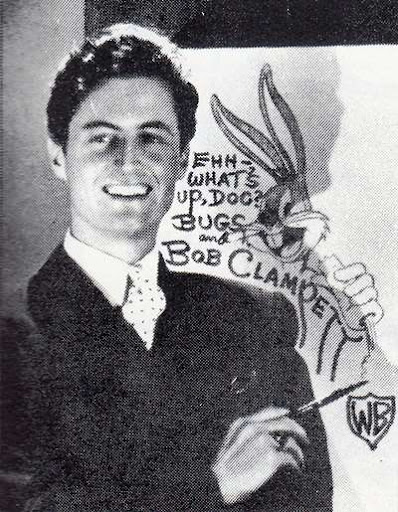 EHH-
WHAT'S
UP, DOC?
BUGS
and
BOB CLAMPETT
WB